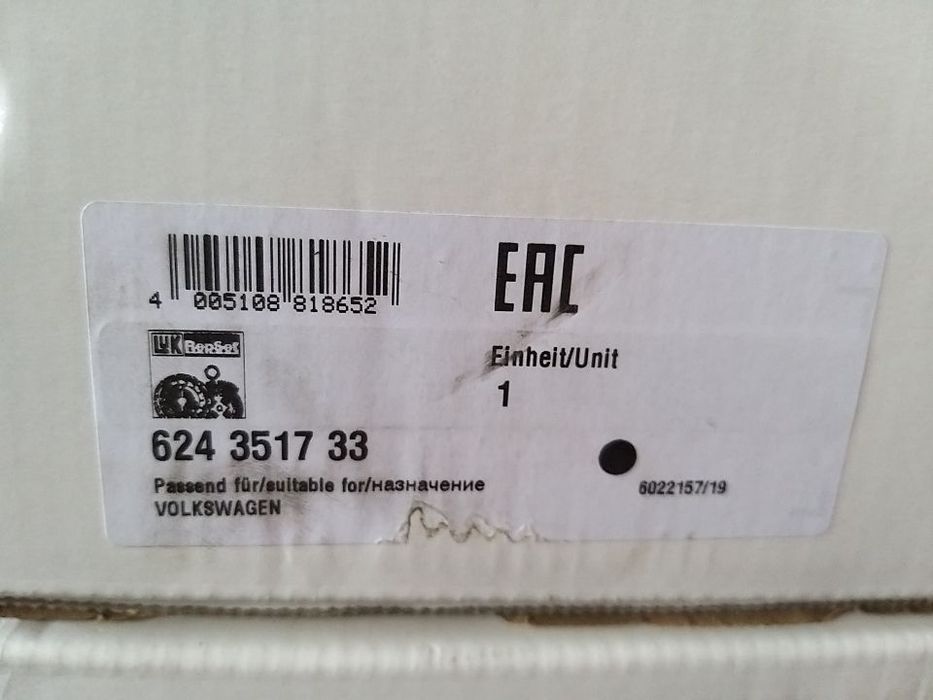 4 005108 818652
EAC
LUK RepSet
Einheit/Unit
1
624 3517 33
Passend für/suitable for/назначение
VOLKSWAGEN
6022157/19